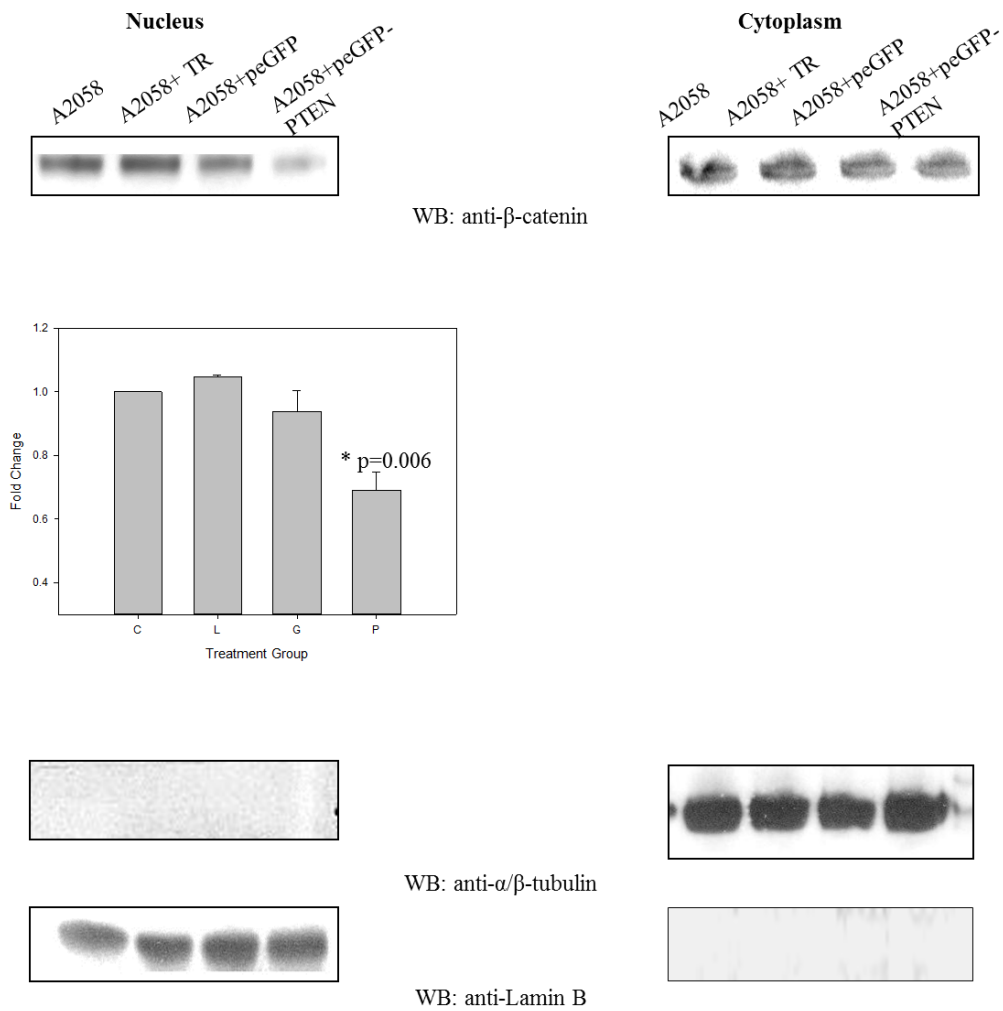 Nucleus
Cytoplasm
A2058
A2058+ TR
A2058+peGFP
A2058+peGFP-
PTEN
A2058
A2058+ TR
A2058+peGFP
A2058+peGFP-
PTEN
WB: anti-β-catenin
1.2
1.0
0.8
0.6
0.4
Fold Change
* p=0.006
C
L
G
P
Treatment Group
WB: anti-α/β-tubulin
WB: anti-Lamin B